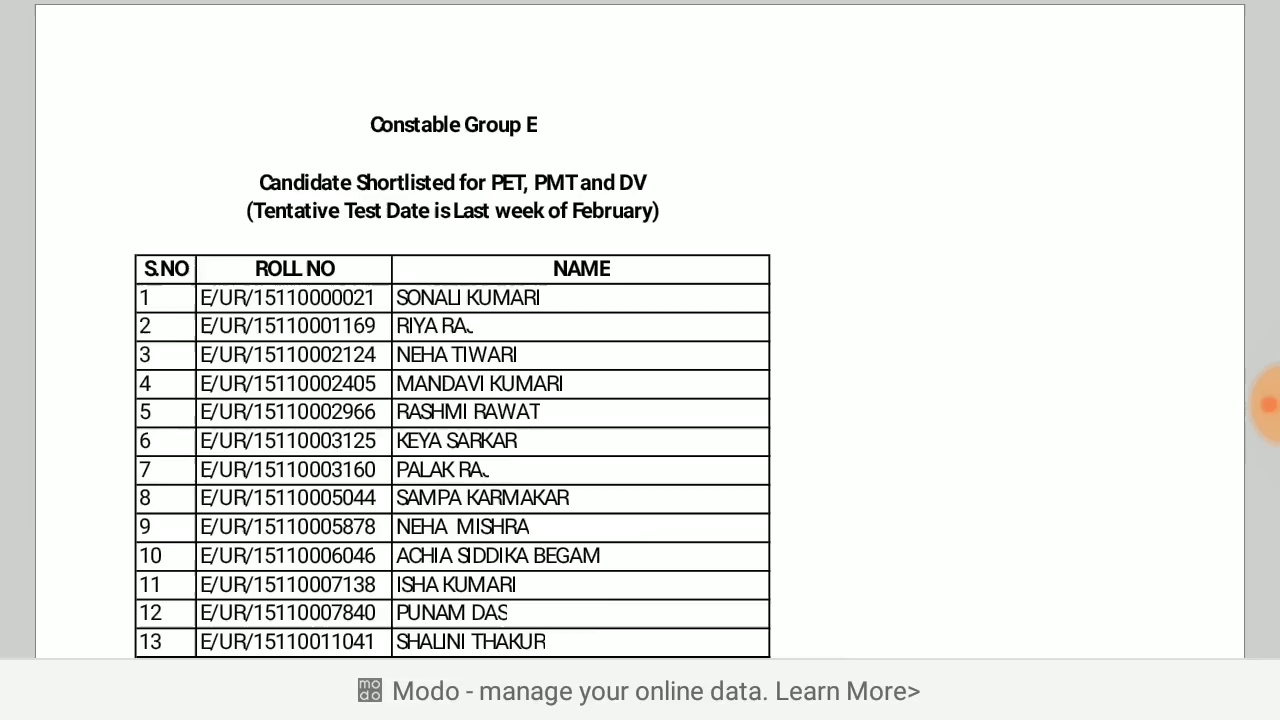 Constable Group E
Candidate Shortlisted for PET, PMT and DV
(Tentative Test Date is Last week of February)
S.NO ROLL NO NAME
1 E/UR/15110000021 SONALI KUMARI
2 E/UR/15110001169 RIYA RAJ
3 E/UR/15110002124 NEHA TIWARI
4 E/UR/15110002405 MANDAVI KUMARI
5 E/UR/15110002966 RASHMI RAWAT
6 E/UR/15110003125 KEYA SARKAR
7 E/UR/15110003160 PALAK RAJ
8 E/UR/15110005044 SAMPA KARMAKAR
9 E/UR/15110005878 NEHA MISHRA
10 E/UR/15110006046 ACHIA SIDDIKA BEGAM
11 E/UR/15110007138 ISHA KUMARI
12 E/UR/15110007840 PUNAM DAS
13 E/UR/15110011041 SHALINI THAKUR
mo do Modo - manage your online data. Learn More>